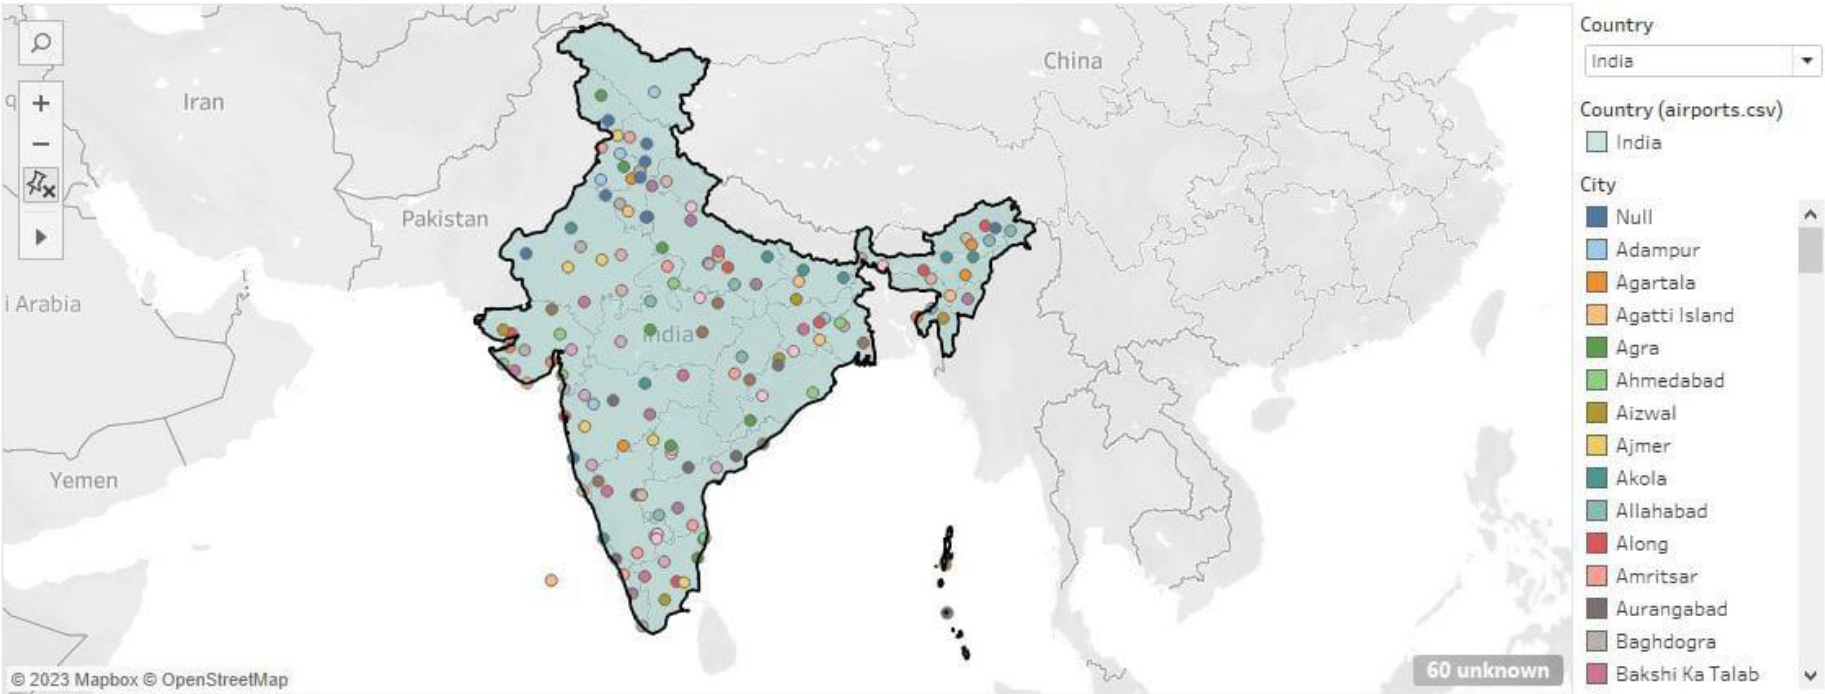 Iran
China
Pakistan
i Arabia
India
Yemen
© 2023 Mapbox © OpenStreetMap
60 unknown
Country
India
Country (airports.csv)
India
City
Null
Adampur
Agartala
Agatti Island
Agra
Ahmedabad
Aizwal
Ajmer
Akola
Allahabad
Along
Amritsar
Aurangabad
Baghdogra
Bakshi Ka Talab